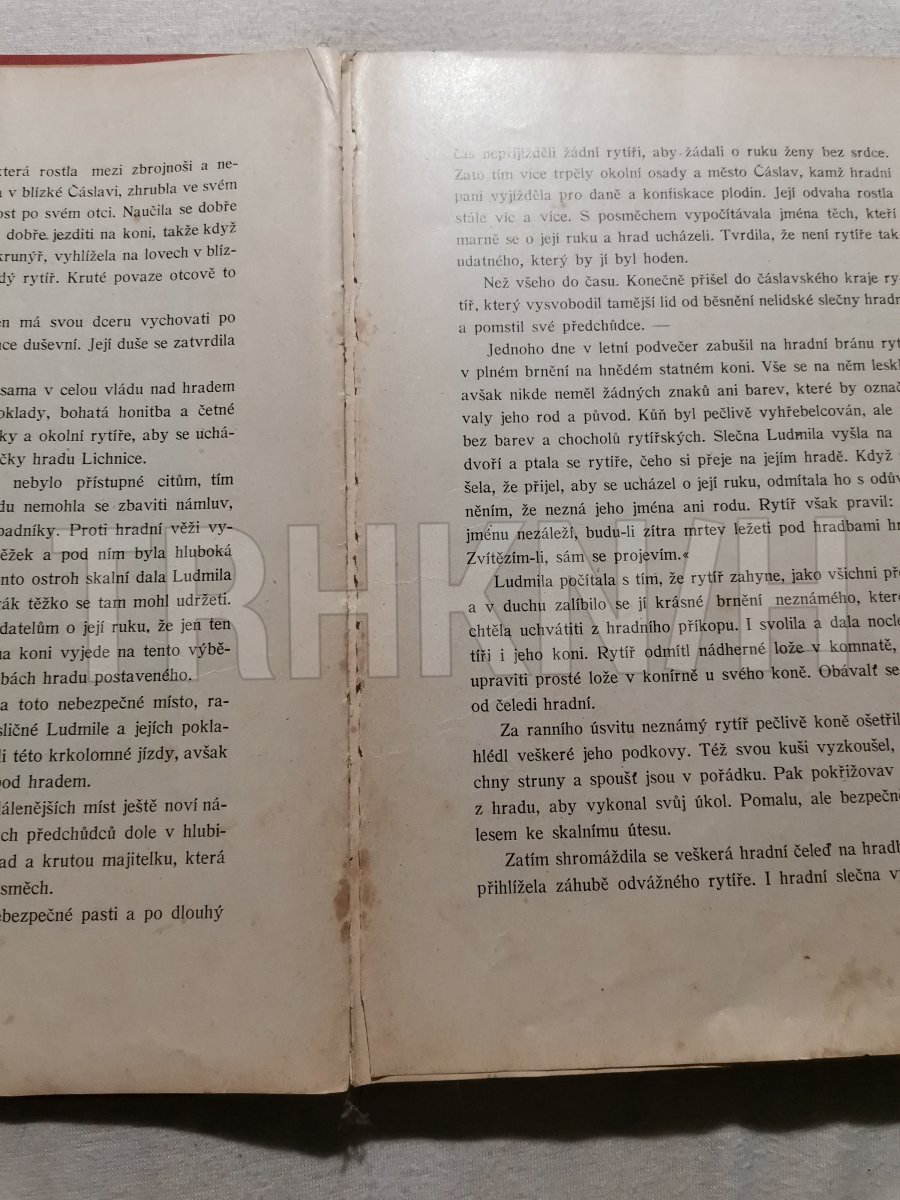 která rostla mezi zbrojnoši a ne-
v blízké Čáslavi, zhrubla ve svém
ost po svém otci. Naučila se dobře
dobře jezditi na koni, takže když
krunýř, vyhlížela na lovech v blíz-
dý rytíř. Kruté povaze otcově to
en má svou dceru vychovati po
ce duševní. Její duše se zatvrdila
sama v celou vládu nad hradem
oklady, bohatá honitba a četné
ky a okolní rytíře, aby se uchá-
čky hradu Lichnice.
nebylo přístupné citům, tím
du nemohla se zbaviti námluv,
padníky. Proti hradní věži vy-
ěžek a pod ním byla hluboká
nto ostroh skalní dala Ludmila
rák těžko se tam mohl udržeti.
datelům o její ruku, že jen ten
na koni vyjede na tento výbě-
bách hradu postaveného.
a toto nebezpečné místo, ra-
sličné Ludmile a jejích pokla-
li této krkolomné jízdy, avšak
pod hradem.
dálenějších míst ještě noví ná-
ch předchůdců dole v hlubi-
ad a krutou majitelku, která
směch.
ebezpečné pasti a po dlouhý
čas nepřijížděli žádní rytíři, aby žádali o ruku ženy bez srdce.
Zato tím více trpěly okolní osady a město Čáslav, kamž hradní
paní vyjížděla pro daně a konfiskace plodin. Její odvaha rostla
stále víc a více. S posměchem vypočítávala jména těch, kteří
marně se o její ruku a hrad ucházeli. Tvrdila, že není rytíře tak
udatného, který by jí byl hoden.
Než všeho do času. Konečně přišel do čáslavského kraje ry-
tíř, který vysvobodil tamější lid od běsnění nelidské slečny hradn
a pomstil své předchůdce. —
Jednoho dne v letní podvečer zabušil na hradní bránu ryt
v plném brnění na hnědém statném koni. Vše se na něm leskl
avšak nikde neměl žádných znaků ani barev, které by označ
valy jeho rod a původ. Kůň byl pečlivě vyhřebelcován, ale
bez barev a chocholů rytířských. Slečna Ludmila vyšla na
dvoří a ptala se rytíře, čeho si přeje na jejím hradě. Když
šela, že přijel, aby se ucházel o její ruku, odmítala ho s odův
něním, že nezná jeho jména ani rodu. Rytíř však pravil:
jménu nezáleží, budu-li zítra mrtev ležeti pod hradbami hr
Zvítězím-li, sám se projevím.«
Ludmila počítala s tím, že rytíř zahyne, jako všichni pře
a v duchu zalíbilo se jí krásné brnění neznámého, kter
chtěla uchvátiti z hradního příkopu. I svolila a dala nocle
tíři i jeho koni. Rytíř odmítl nádherné lože v komnatě,
upraviti prosté lože v konírně u svého koně. Obávalť se
od čeledi hradní.
Za ranního úsvitu neznámý rytíř pečlivě koně ošetřil
hlédl veškeré jeho podkovy. Též svou kuši vyzkoušel,
chny struny a spoušť jsou v pořádku. Pak pokřižovav
z hradu, aby vykonal svůj úkol. Pomalu, ale bezpečně
lesem ke skalnímu útesu.
Zatím shromáždila se veškerá hradní čeleď na hradb
přihlížela záhubě odvážného rytíře. I hradní slečna v
TRHKNIH